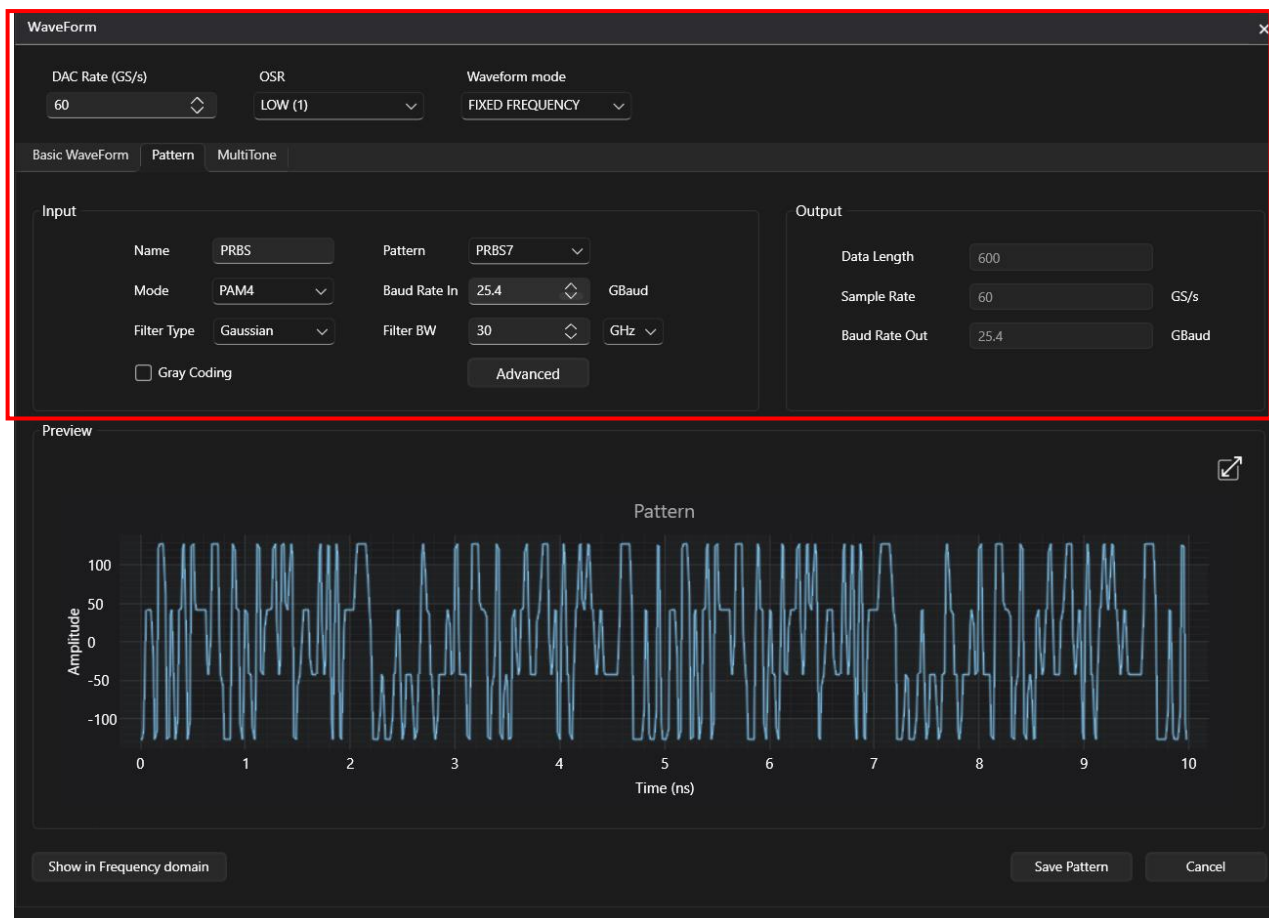 WaveForm
DAC Rate (GS/s) OSR Waveform mode
60 LOW (1) FIXED FREQUENCY
Basic WaveForm Pattern MultiTone
Input
Name PRBS Pattern PRBS7
Mode PAM4 Baud Rate In 25.4 GBaud
Filter Type Gaussian Filter BW 30 GHz
Gray Coding Advanced
Output
Data Length 600
Sample Rate 60 GS/s
Baud Rate Out 25.4 GBaud
Preview
Pattern
Amplitude
100
50
0
-50
-100
0 1 2 3 4 5 6 7 8 9 10
Time (ns)
Show in Frequency domain Save Pattern Cancel